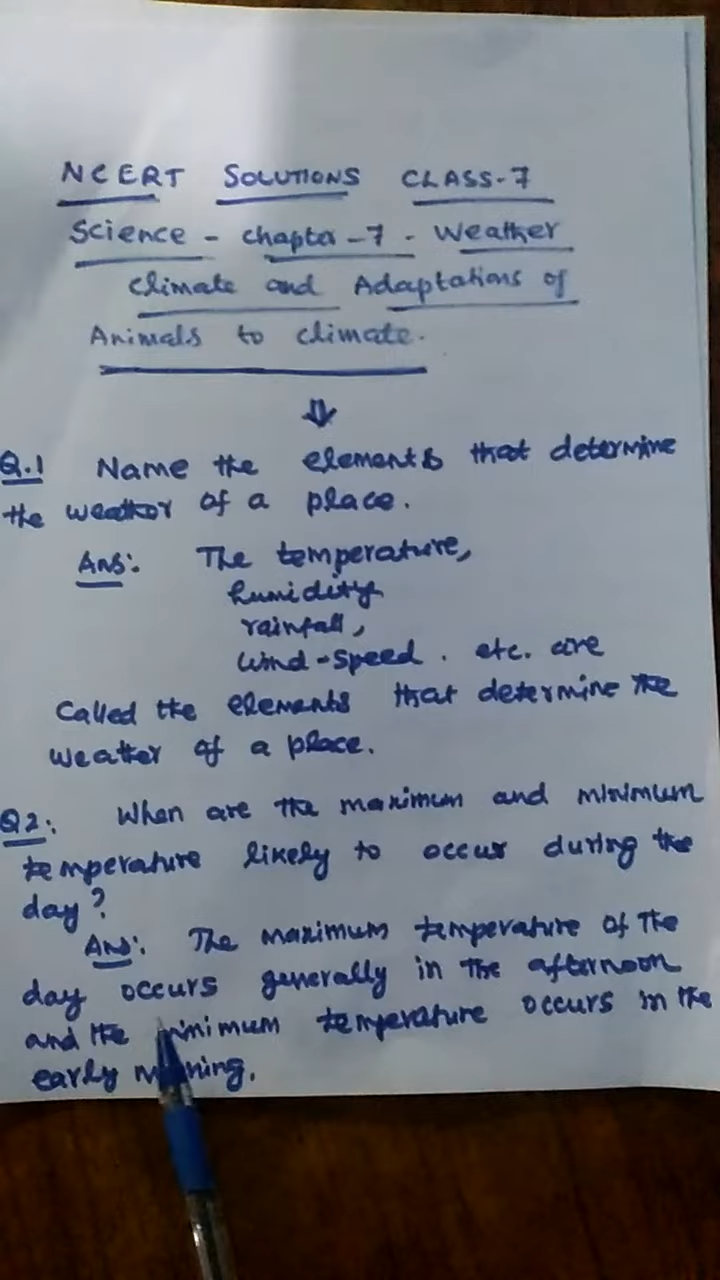 NCERT SOLUTIONS CLASS-7
Science - Chapter -7 - Weather
Climate and Adaptations of
Animals to climate.
⇓
Q.1 Name the elements that determine
the weather of a place.
Ans: The temperature,
humidity,
rainfall,
wind-speed. etc. are
Called the elements that determine the
weather of a place.
Q2: When are the maximum and minimum
temperature likely to occur during the
day?
Ans: The maximum temperature of the
day occurs generally in the afternoon
and the minimum temperature occurs in the
early morning.